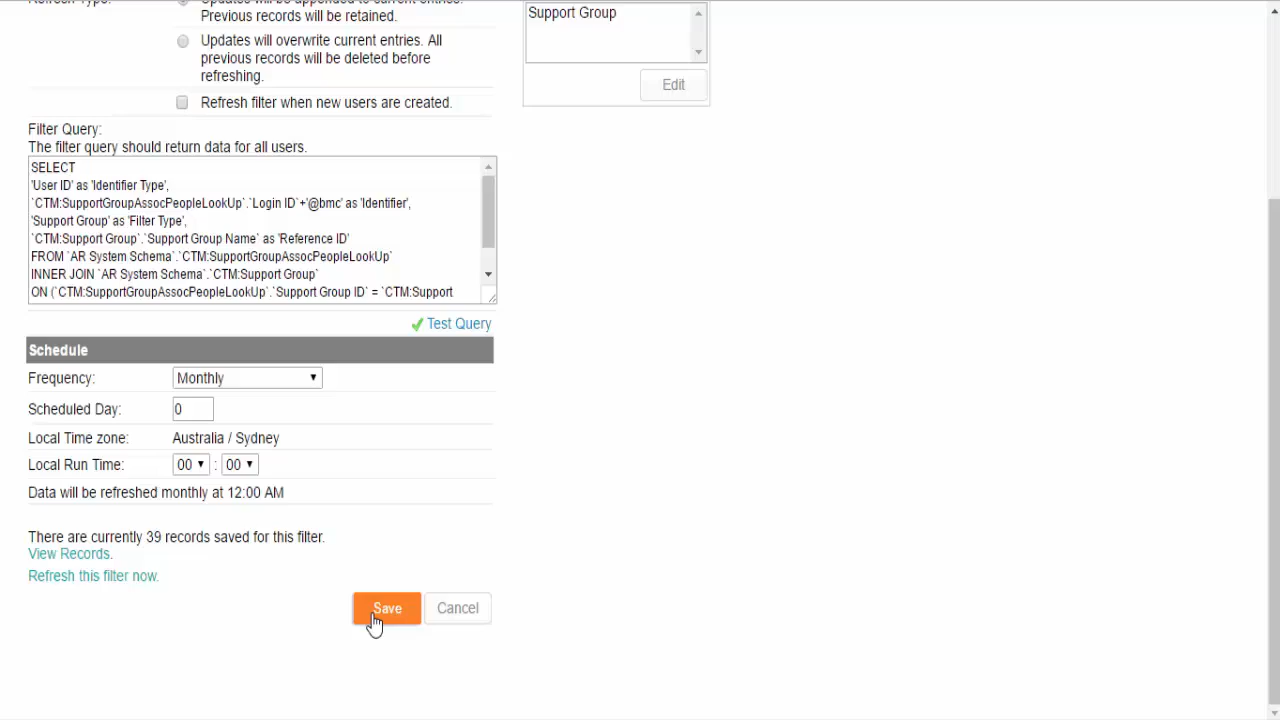 Refresh Type:
Updates will be appended to current entries.
Previous records will be retained.
Updates will overwrite current entries. All
previous records will be deleted before
refreshing.
Refresh filter when new users are created.
Support Group
Edit
Filter Query:
The filter query should return data for all users.
SELECT
'User ID' as 'Identifier Type',
`CTM:SupportGroupAssocPeopleLookUp`.`Login ID`+'@bmc' as 'Identifier',
'Support Group' as 'Filter Type',
`CTM:Support Group`.`Support Group Name` as 'Reference ID'
FROM `AR System Schema`.`CTM:SupportGroupAssocPeopleLookUp`
INNER JOIN `AR System Schema`.`CTM:Support Group`
ON (`CTM:SupportGroupAssocPeopleLookUp`.`Support Group ID` = `CTM:Support
Test Query
Schedule
Frequency: Monthly
Scheduled Day: 0
Local Time zone: Australia / Sydney
Local Run Time: 00 : 00
Data will be refreshed monthly at 12:00 AM
There are currently 39 records saved for this filter.
View Records.
Refresh this filter now.
Save Cancel